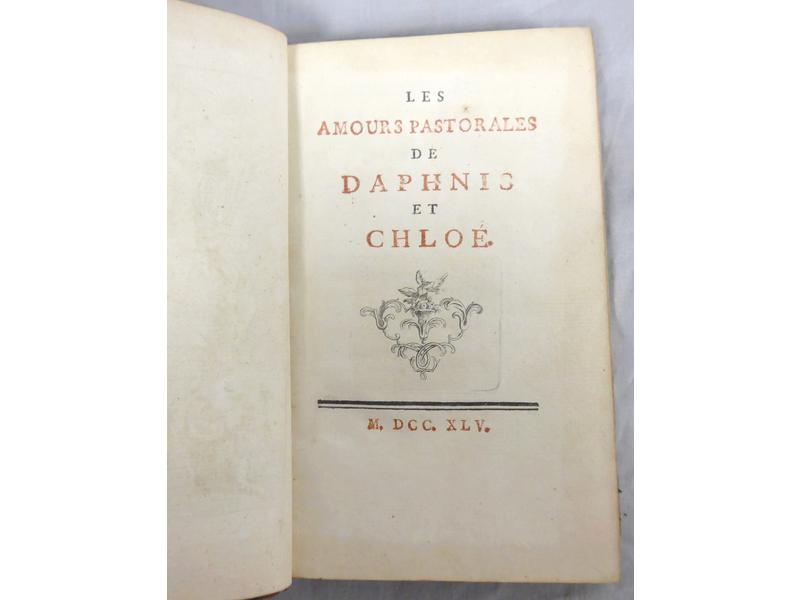 LES
AMOURS PASTORALES
DE
DAPHNIS
ET
CHLOÉ.
M. DCC. XLV.